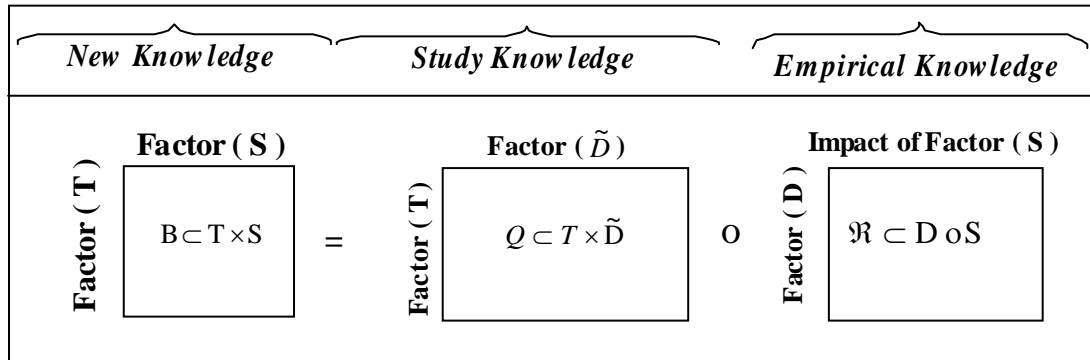 New Knowledge Study Knowledge Empirical Knowledge
Factor ( S ) Factor ( D̃ ) Impact of Factor ( S )
Factor ( T ) B ⊂ T × S = Factor ( T ) Q ⊂ T × D̃ o Factor ( D ) ℜ ⊂ D o S